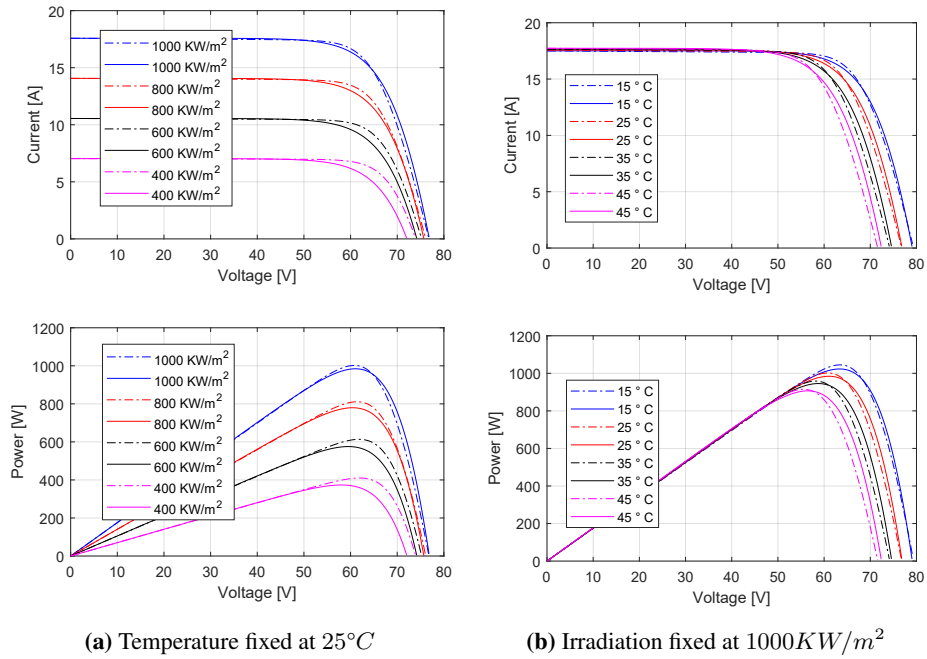 20
15
10
5
0
Current [A]
0 10 20 30 40 50 60 70 80
Voltage [V]
1000 KW/m²
1000 KW/m²
800 KW/m²
800 KW/m²
600 KW/m²
600 KW/m²
400 KW/m²
400 KW/m²
20
15
10
5
0
Current [A]
0 10 20 30 40 50 60 70 80
Voltage [V]
15 ° C
15 ° C
25 ° C
25 ° C
35 ° C
35 ° C
45 ° C
45 ° C
1200
1000
800
600
400
200
0
Power [W]
0 10 20 30 40 50 60 70 80
Voltage [V]
1000 KW/m²
1000 KW/m²
800 KW/m²
800 KW/m²
600 KW/m²
600 KW/m²
400 KW/m²
400 KW/m²
1200
1000
800
600
400
200
0
Power [W]
0 10 20 30 40 50 60 70 80
Voltage [V]
15 ° C
15 ° C
25 ° C
25 ° C
35 ° C
35 ° C
45 ° C
45 ° C
(a) Temperature fixed at 25°C
(b) Irradiation fixed at 1000KW/m²